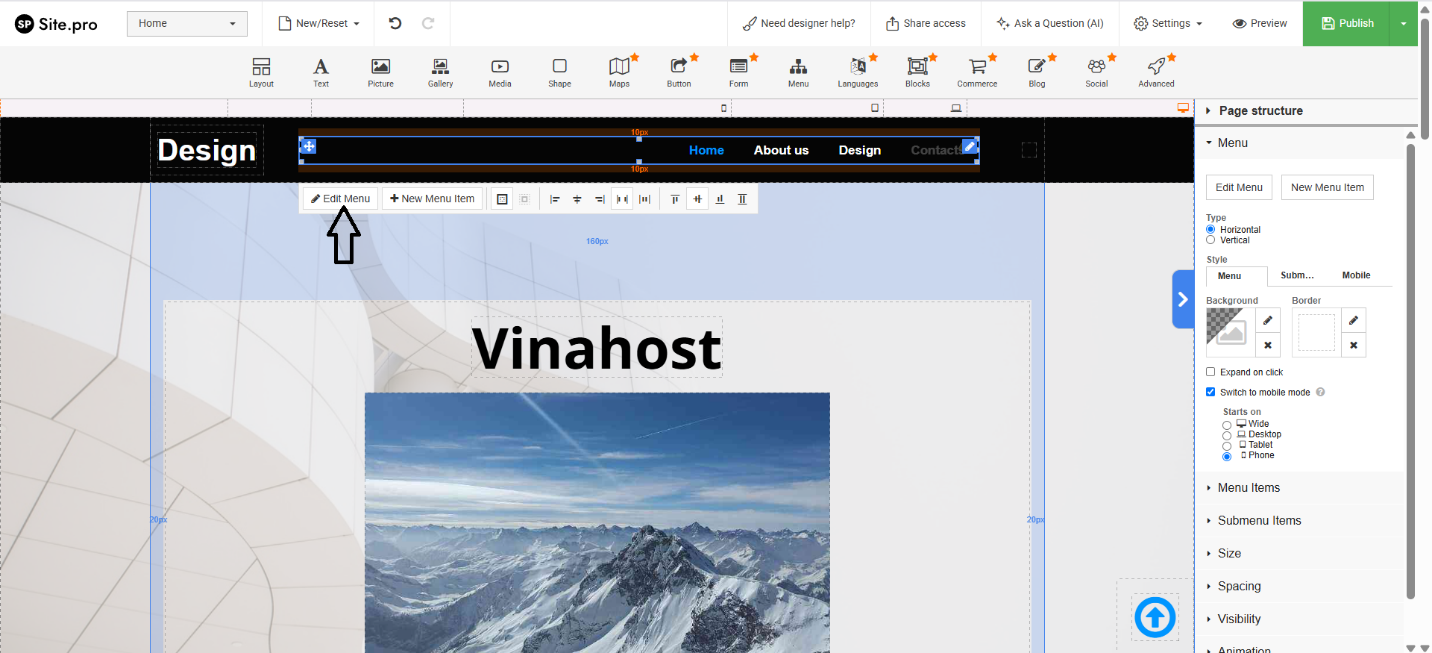 SP Site.pro
Home
New/Reset
Need designer help?
Share access
Ask a Question (AI)
Settings
Preview
Publish
Layout
Text
Picture
Gallery
Media
Shape
Maps
Button
Form
Menu
Languages
Blocks
Commerce
Blog
Social
Advanced
Design
10px
Home
About us
Design
Contacts
10px
Edit Menu
New Menu Item
160px
Vinahost
20px
20px
Page structure
Menu
Edit Menu
New Menu Item
Type
Horizontal
Vertical
Style
Menu
Subm...
Mobile
Background
Border
Expand on click
Switch to mobile mode ?
Starts on
Wide
Desktop
Tablet
Phone
Menu Items
Submenu Items
Size
Spacing
Visibility
Animation